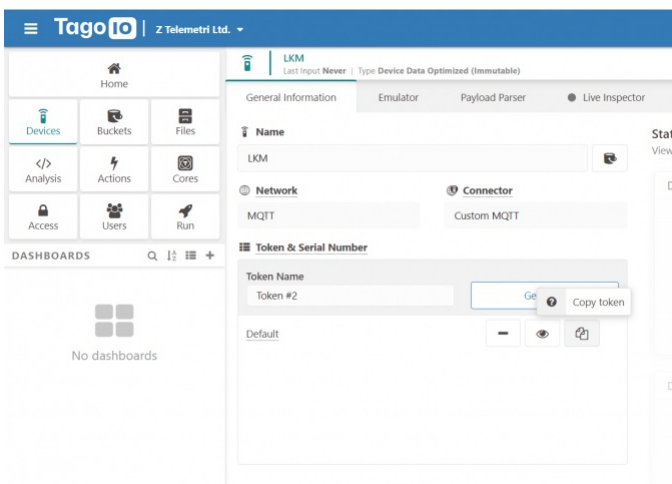 Tago IO | Z Telemetri Ltd.
Home
Devices
Buckets
Files
Analysis
Actions
Cores
Access
Users
Run
DASHBOARDS
No dashboards
LKM
Last Input Never | Type Device Data Optimized (Immutable)
General Information
Emulator
Payload Parser
Live Inspector
Name
LKM
Network
Connector
MQTT
Custom MQTT
Token & Serial Number
Token Name
Token #2
Ge
Copy token
Default
View